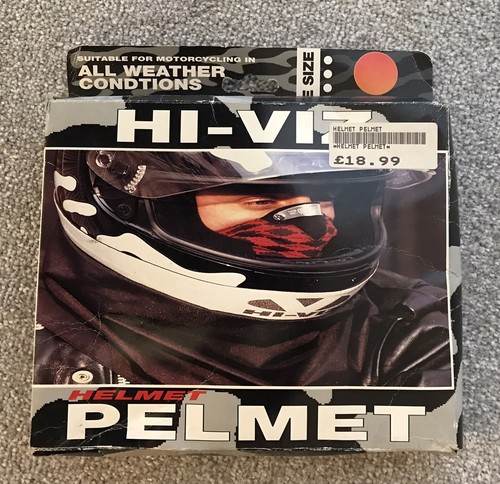 SUITABLE FOR MOTORCYCLING IN
ALL WEATHER
CONDTIONS
E SIZE
HI-VIZ
HELMET PELMET
*HELMET PELMET*
£18.99
HI-VIZ
HELMET
PELMET